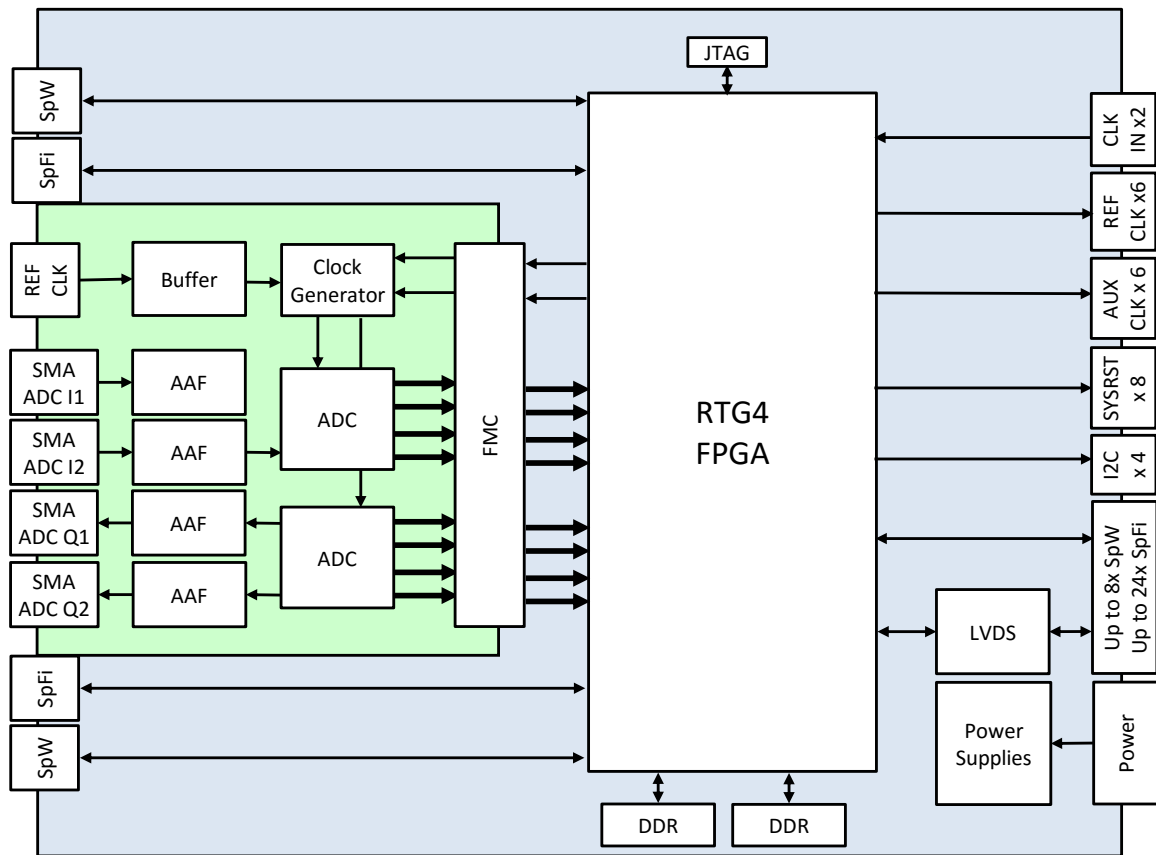 JTAG
SpW
SpFi
REF
CLK
Buffer
Clock
Generator
SMA
ADC I1
AAF
SMA
ADC I2
AAF
ADC
SMA
ADC Q1
AAF
SMA
ADC Q2
AAF
ADC
FMC
SpFi
SpW
RTG4
FPGA
CLK
IN x2
REF
CLK x6
AUX
CLK x 6
SYSRST
x 8
I2C
x 4
Up to 8x SpW
Up to 24x SpFi
LVDS
Power
Supplies
Power
DDR
DDR